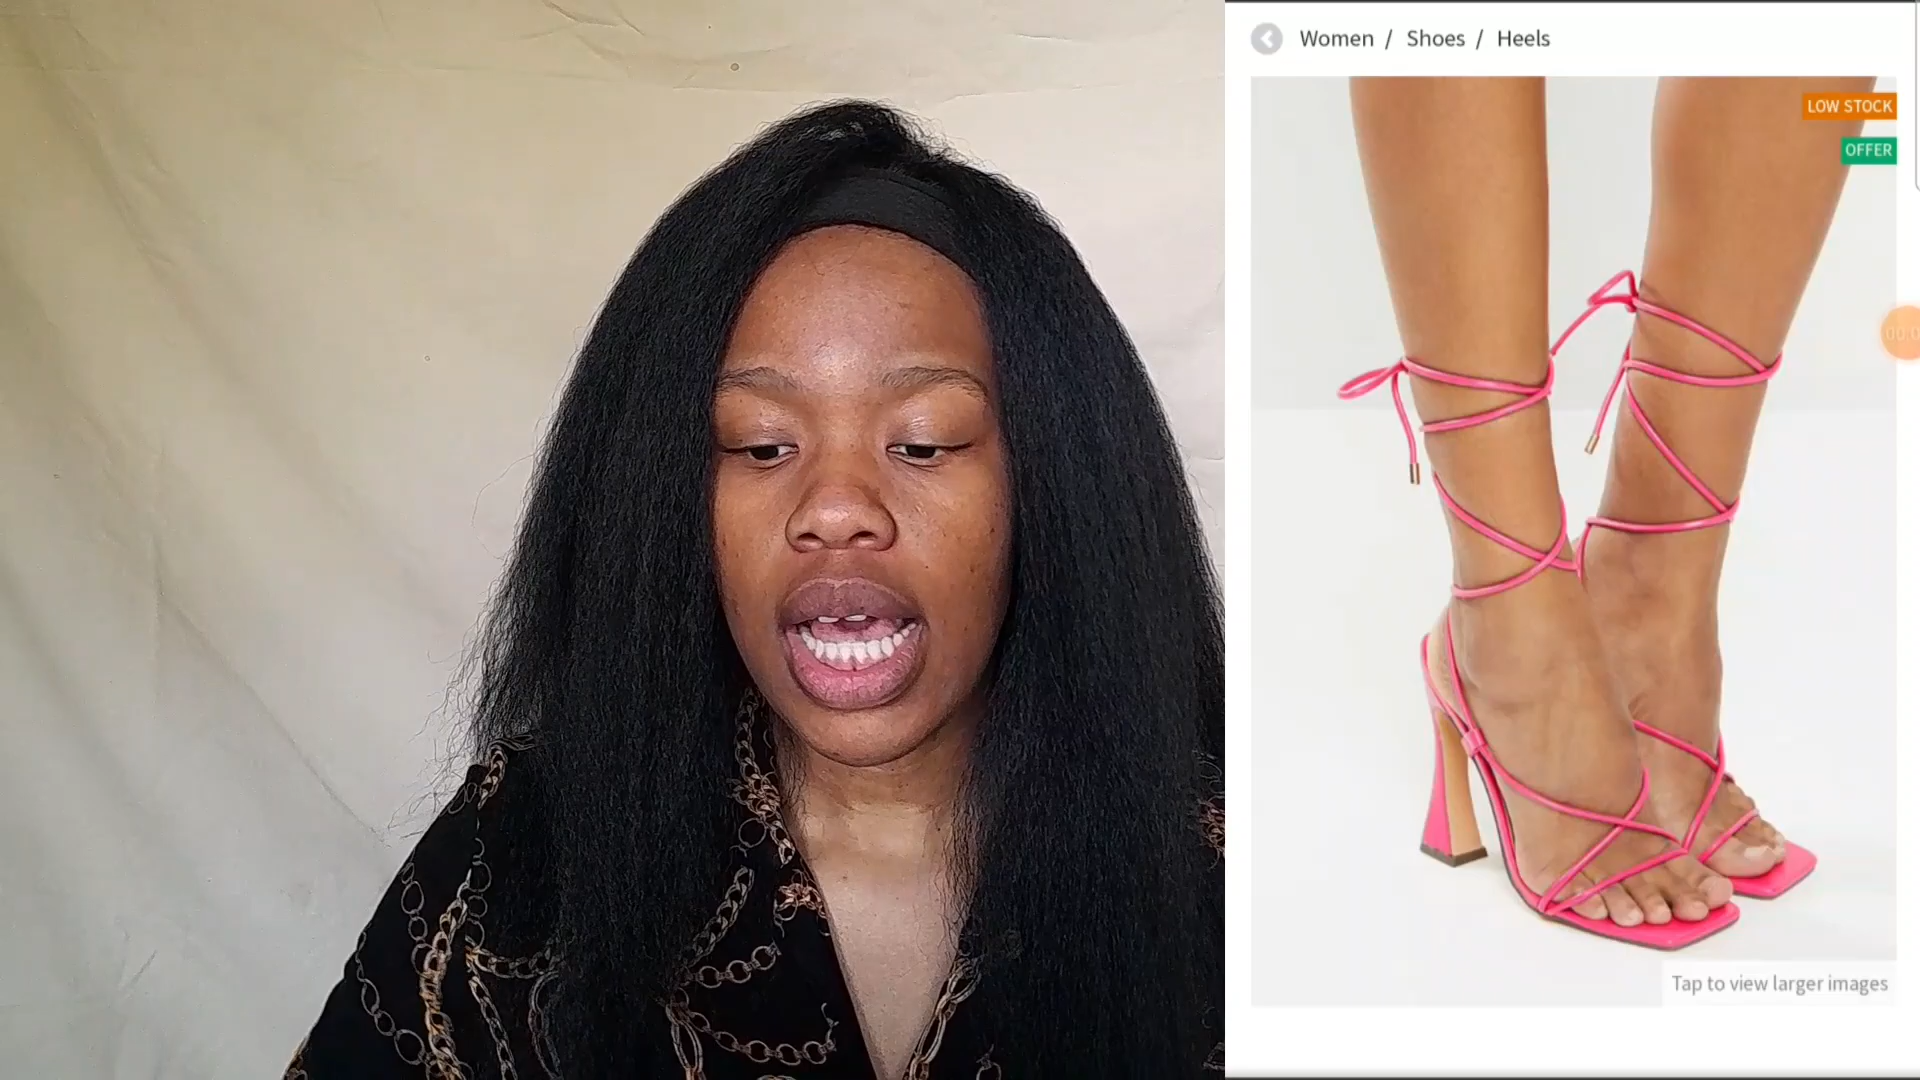 Women / Shoes / Heels
LOW STOCK
OFFER
Tap to view larger images